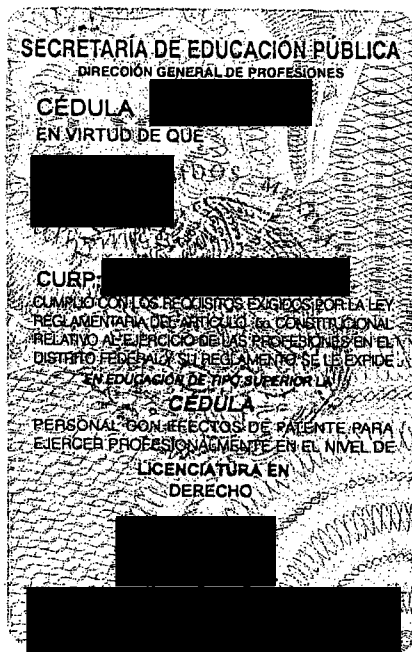 SECRETARÍA DE EDUCACIÓN PÚBLICA
DIRECCIÓN GENERAL DE PROFESIONES
CÉDULA
EN VIRTUD DE QUE
CURP:
CUMPLIÓ CON LOS REQUISITOS EXIGIDOS POR LA LEY
REGLAMENTARIA DEL ARTÍCULO 5o. CONSTITUCIONAL
RELATIVO AL EJERCICIO DE LAS PROFESIONES EN EL
DISTRITO FEDERAL Y SU REGLAMENTO SE LE EXPIDE
EN EDUCACIÓN DE TIPO SUPERIOR LA
CÉDULA
PERSONAL CON EFECTOS DE PATENTE PARA
EJERCER PROFESIONALMENTE EN EL NIVEL DE
LICENCIATURA EN
DERECHO